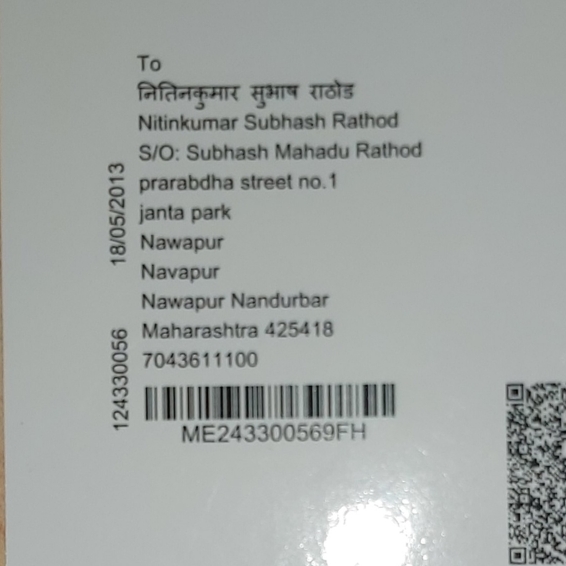 To
नितिनकुमार सुभाष राठोड
Nitinkumar Subhash Rathod
S/O: Subhash Mahadu Rathod
prarabdha street no.1
janta park
Nawapur
Navapur
Nawapur Nandurbar
Maharashtra 425418
7043611100
ME243300569FH
18/05/2013
124330056